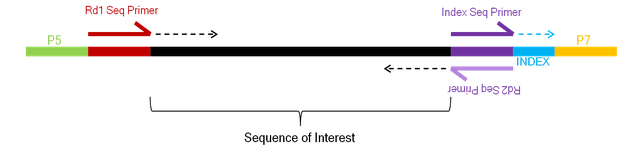 Rd1 Seq Primer
Index Seq Primer
P5
P7
INDEX
Rd2 Seq Primer
Sequence of Interest